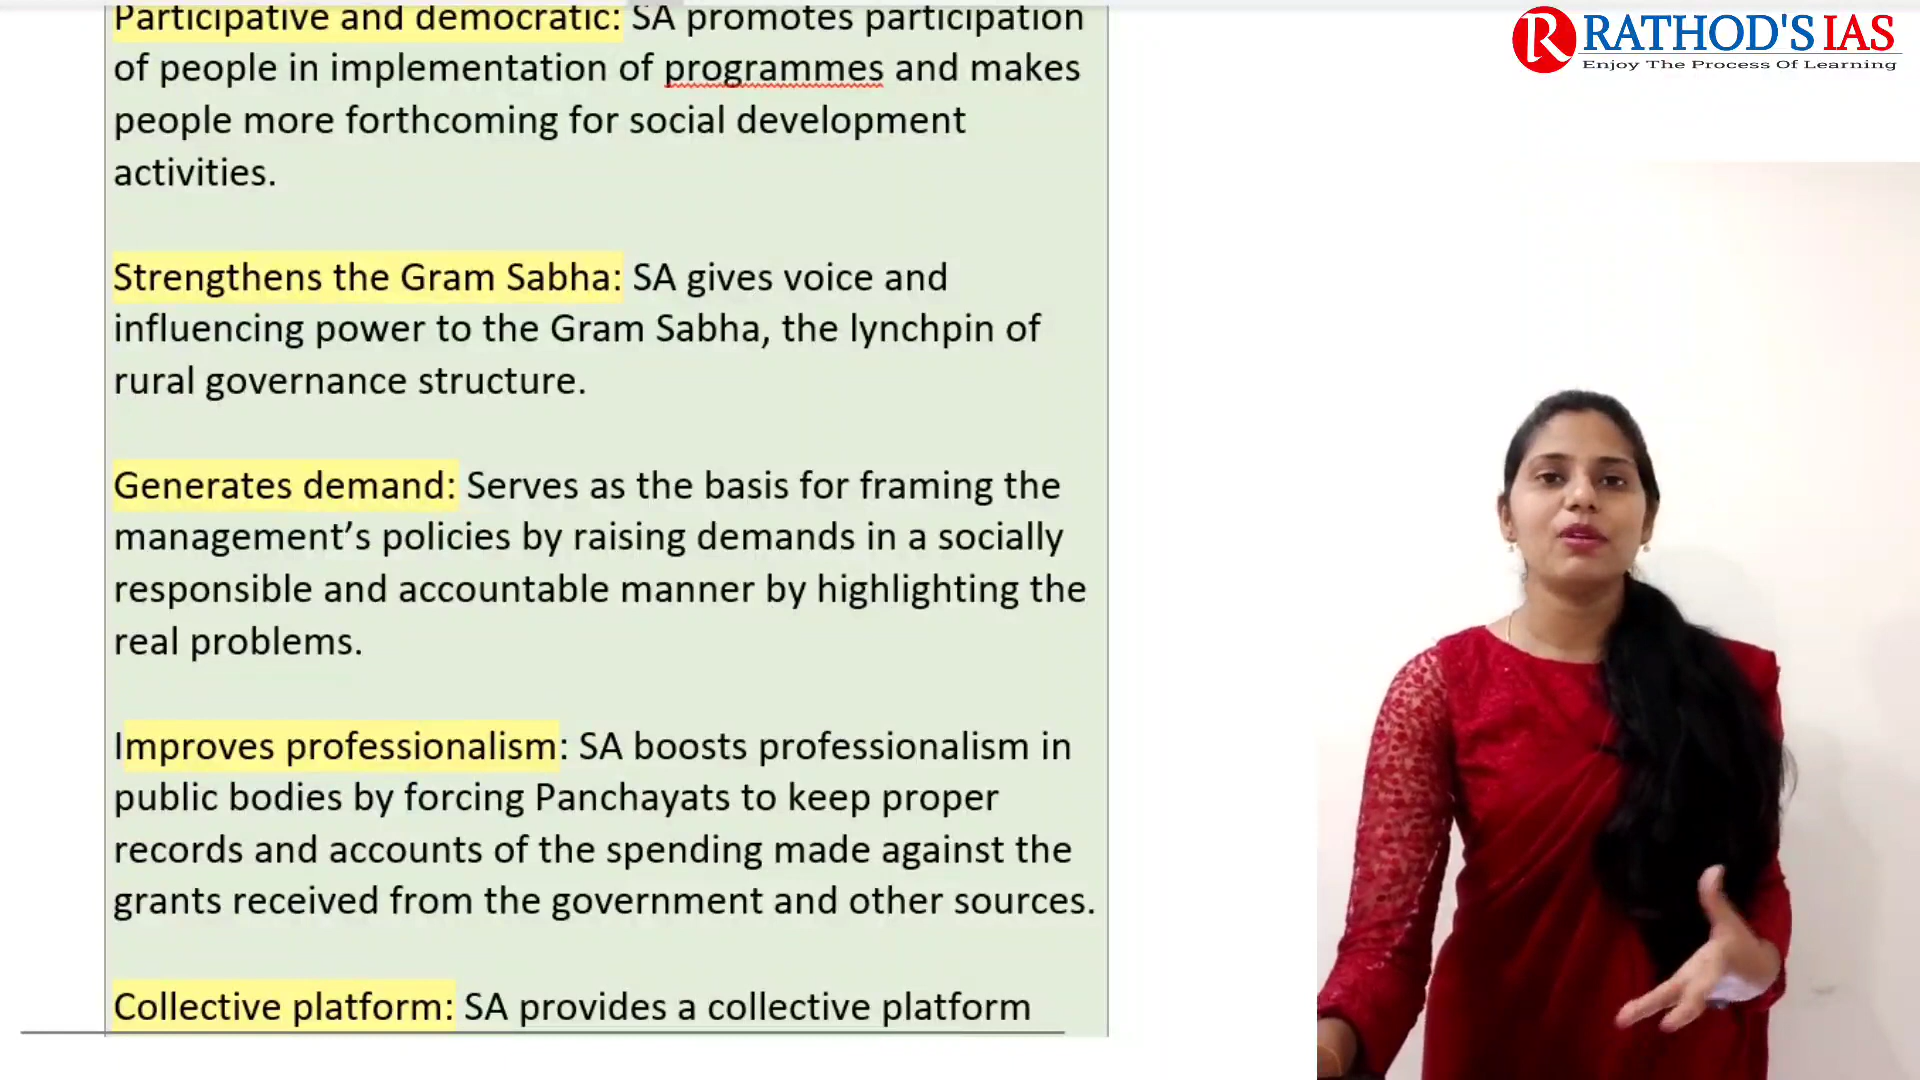 Participative and democratic: SA promotes participation
of people in implementation of programmes and makes
people more forthcoming for social development
activities.
Strengthens the Gram Sabha: SA gives voice and
influencing power to the Gram Sabha, the lynchpin of
rural governance structure.
Generates demand: Serves as the basis for framing the
management’s policies by raising demands in a socially
responsible and accountable manner by highlighting the
real problems.
Improves professionalism: SA boosts professionalism in
public bodies by forcing Panchayats to keep proper
records and accounts of the spending made against the
grants received from the government and other sources.
Collective platform: SA provides a collective platform
R RATHOD'S IAS
Enjoy The Process Of Learning